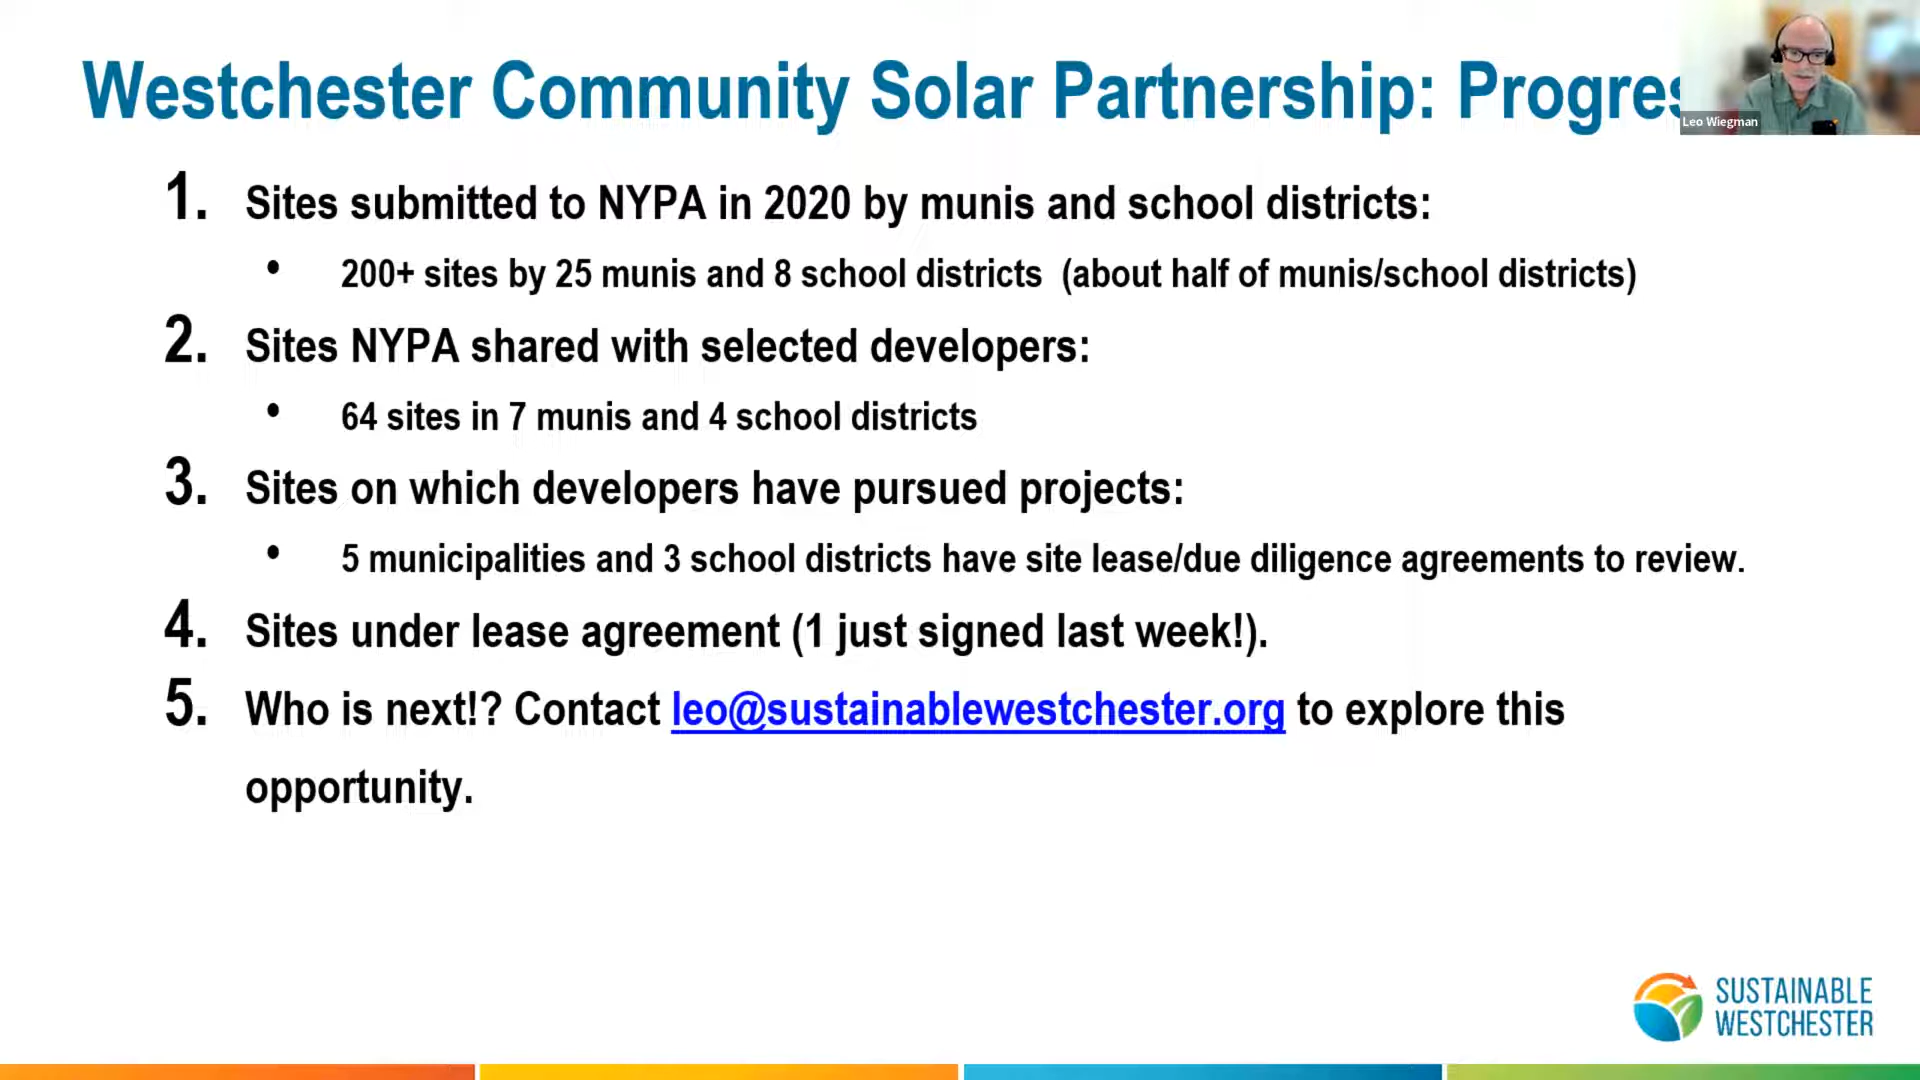 Westchester Community Solar Partnership: Progres
Leo Wiegman
1. Sites submitted to NYPA in 2020 by munis and school districts:
• 200+ sites by 25 munis and 8 school districts (about half of munis/school districts)
2. Sites NYPA shared with selected developers:
• 64 sites in 7 munis and 4 school districts
3. Sites on which developers have pursued projects:
• 5 municipalities and 3 school districts have site lease/due diligence agreements to review.
4. Sites under lease agreement (1 just signed last week!).
5. Who is next!? Contact leo@sustainablewestchester.org to explore this
opportunity.
SUSTAINABLE
WESTCHESTER